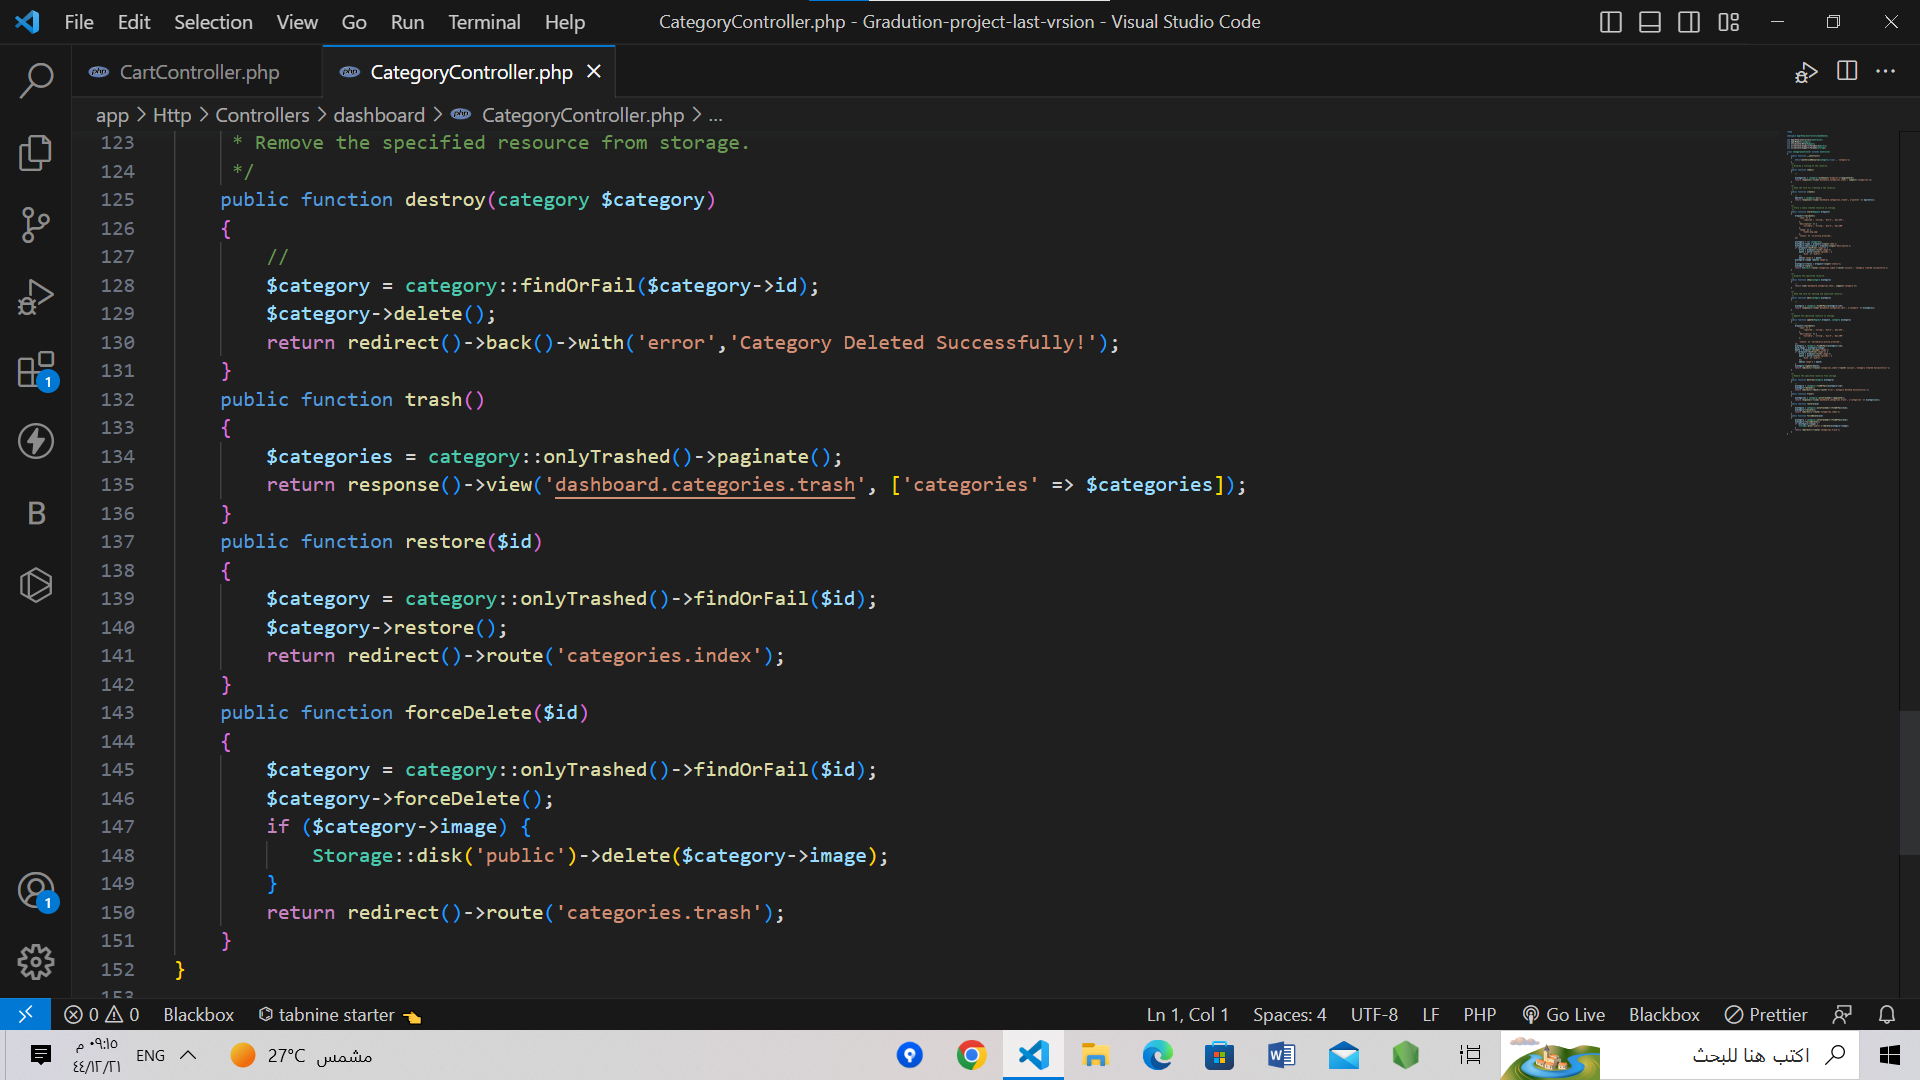 File Edit Selection View Go Run Terminal Help CategoryController.php - Gradution-project-last-vrsion - Visual Studio Code
CartController.php CategoryController.php
app > Http > Controllers > dashboard > CategoryController.php > ...
123 * Remove the specified resource from storage.
124 */
125 public function destroy(category $category)
126 {
127 //
128 $category = category::findOrFail($category->id);
129 $category->delete();
130 return redirect()->back()->with('error','Category Deleted Successfully!');
131 }
132 public function trash()
133 {
134 $categories = category::onlyTrashed()->paginate();
135 return response()->view('dashboard.categories.trash', ['categories' => $categories]);
136 }
137 public function restore($id)
138 {
139 $category = category::onlyTrashed()->findOrFail($id);
140 $category->restore();
141 return redirect()->route('categories.index');
142 }
143 public function forceDelete($id)
144 {
145 $category = category::onlyTrashed()->findOrFail($id);
146 $category->forceDelete();
147 if ($category->image) {
148 Storage::disk('public')->delete($category->image);
149 }
150 return redirect()->route('categories.trash');
151 }
152 }
153
1
B
1
0 0 Blackbox tabnine starter Ln 1, Col 1 Spaces: 4 UTF-8 LF PHP Go Live Blackbox Prettier
٠٩:١٥ م
٤٤/١٢/٢١
ENG
27°C مشمس
اكتب هنا للبحث